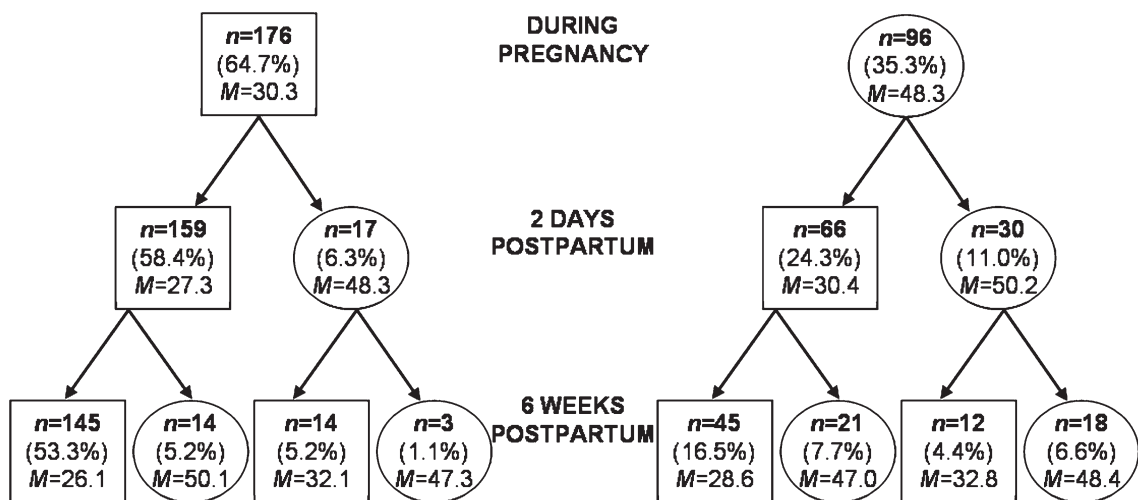 n=176
(64.7%)
M=30.3
DURING
PREGNANCY
n=96
(35.3%)
M=48.3
n=159
(58.4%)
M=27.3
n=17
(6.3%)
M=48.3
2 DAYS
POSTPARTUM
n=66
(24.3%)
M=30.4
n=30
(11.0%)
M=50.2
n=145
(53.3%)
M=26.1
n=14
(5.2%)
M=50.1
n=14
(5.2%)
M=32.1
n=3
(1.1%)
M=47.3
6 WEEKS
POSTPARTUM
n=45
(16.5%)
M=28.6
n=21
(7.7%)
M=47.0
n=12
(4.4%)
M=32.8
n=18
(6.6%)
M=48.4